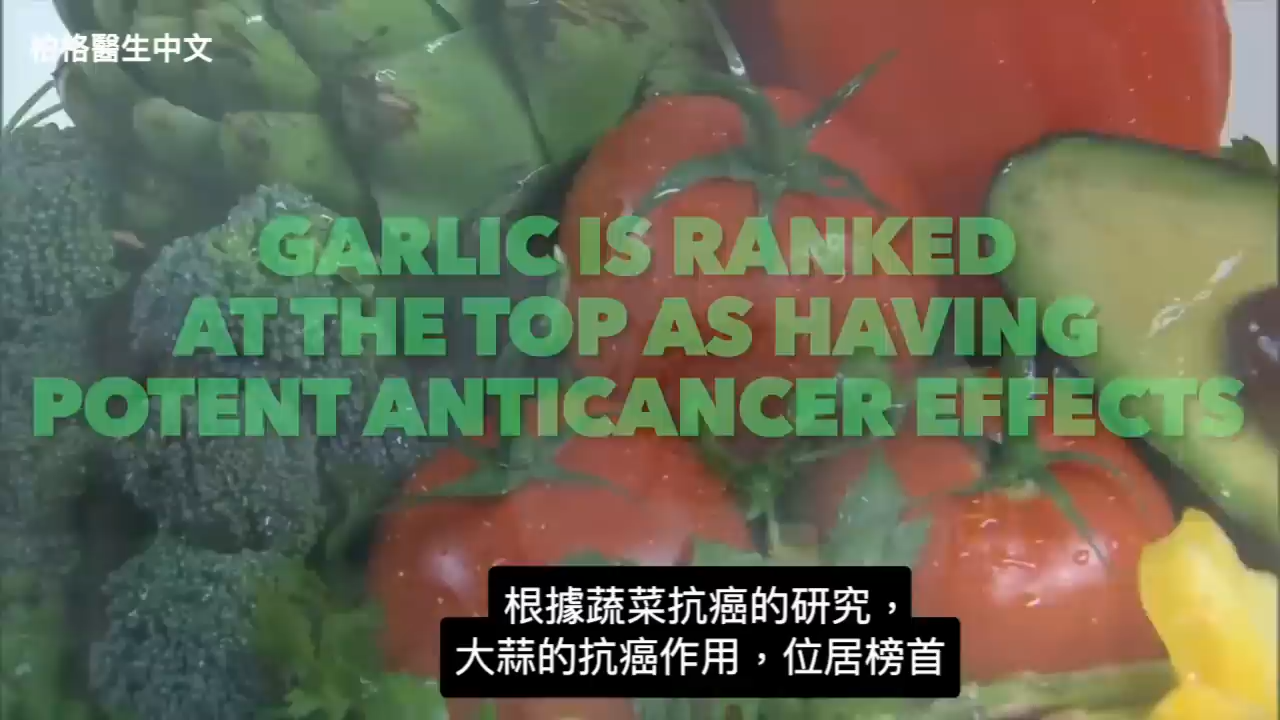 柏格醫生中文
GARLIC IS RANKED
AT THE TOP AS HAVING
POTENT ANTICANCER EFFECTS
根據蔬菜抗癌的研究，
大蒜的抗癌作用，位居榜首